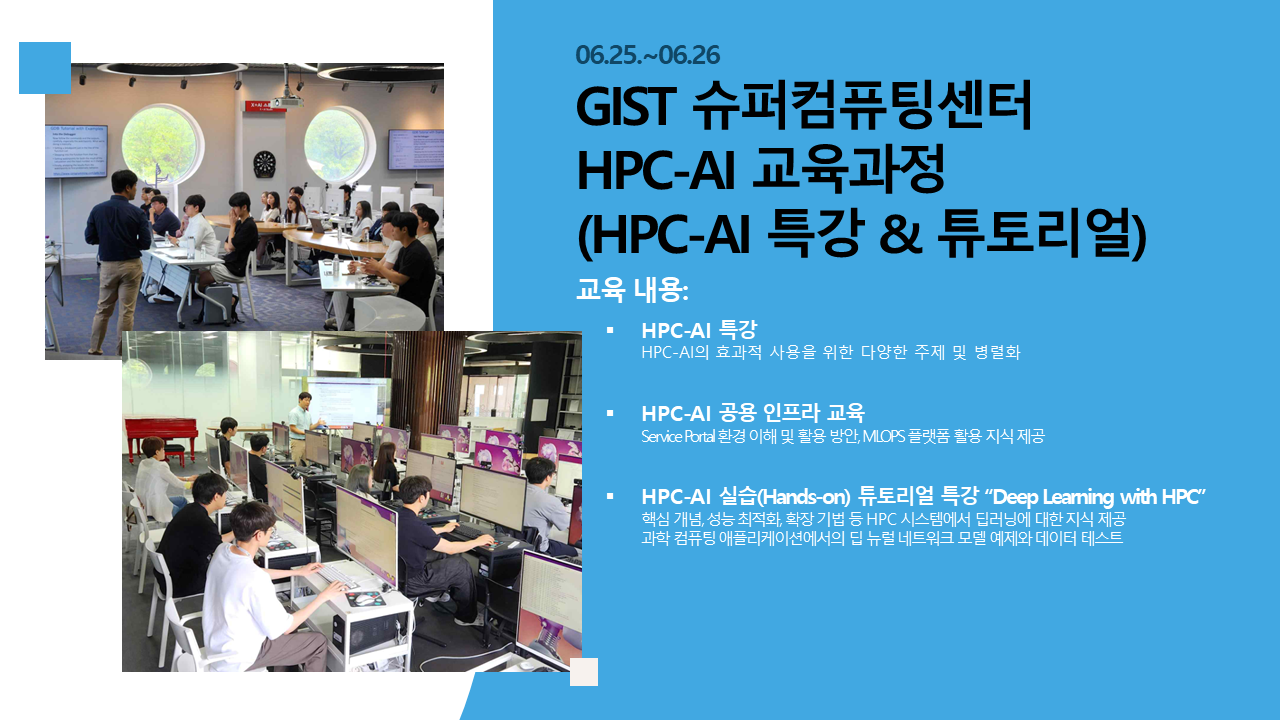 06.25.~06.26
GIST 슈퍼컴퓨팅센터
HPC-AI 교육과정
(HPC-AI 특강 & 튜토리얼)
교육 내용:
▪ HPC-AI 특강
HPC-AI의 효과적 사용을 위한 다양한 주제 및 병렬화
▪ HPC-AI 공용 인프라 교육
Service Portal 환경 이해 및 활용 방안, MLOPS 플랫폼 활용 지식 제공
▪ HPC-AI 실습(Hands-on) 튜토리얼 특강 “Deep Learning with HPC”
핵심 개념, 성능 최적화, 확장 기법 등 HPC 시스템에서 딥러닝에 대한 지식 제공
과학 컴퓨팅 애플리케이션에서의 딥 뉴럴 네트워크 모델 예제와 데이터 테스트